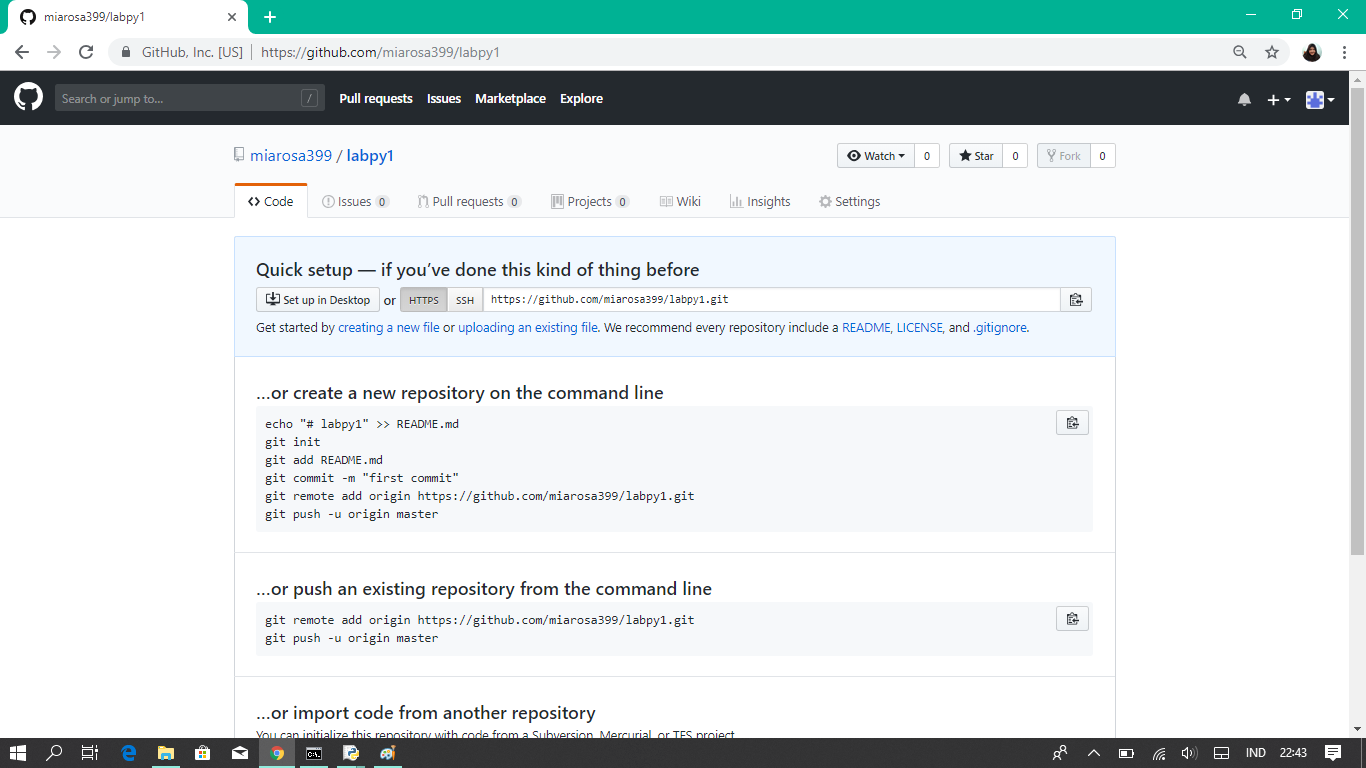 miarosa399/labpy1
GitHub, Inc. [US] https://github.com/miarosa399/labpy1
Search or jump to... / Pull requests Issues Marketplace Explore
miarosa399 / labpy1 Watch 0 Star 0 Fork 0
Code Issues 0 Pull requests 0 Projects 0 Wiki Insights Settings
Quick setup — if you’ve done this kind of thing before
Set up in Desktop or HTTPS SSH https://github.com/miarosa399/labpy1.git
Get started by creating a new file or uploading an existing file. We recommend every repository include a README, LICENSE, and .gitignore.
…or create a new repository on the command line
echo "# labpy1" >> README.md
git init
git add README.md
git commit -m "first commit"
git remote add origin https://github.com/miarosa399/labpy1.git
git push -u origin master
…or push an existing repository from the command line
git remote add origin https://github.com/miarosa399/labpy1.git
git push -u origin master
…or import code from another repository
You can initialize this repository with code from a Subversion, Mercurial, or TFS project.
IND 22:43